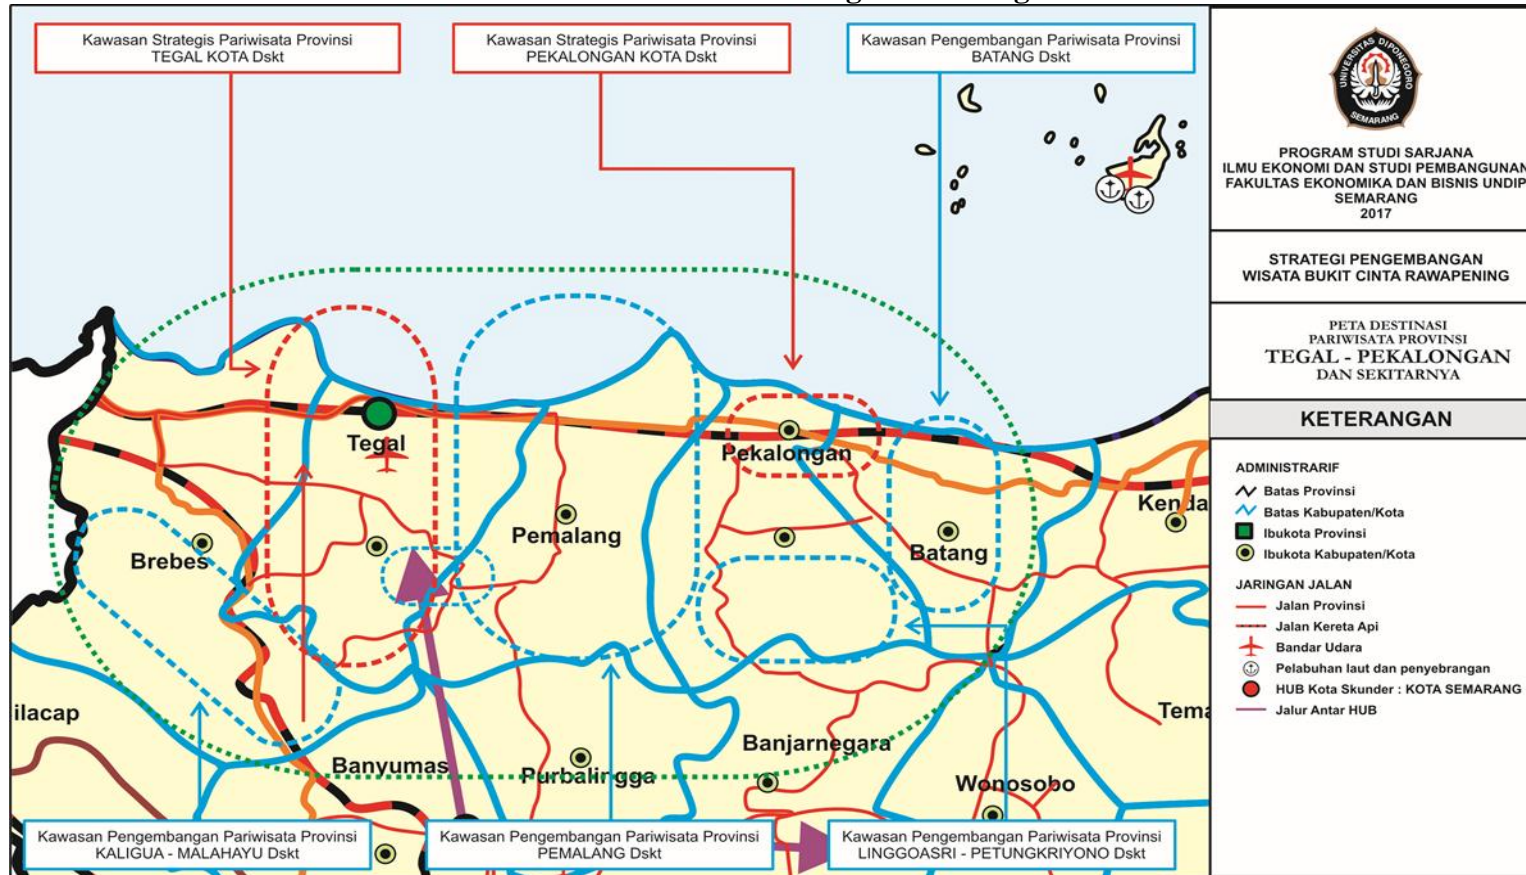 Kawasan Strategis Pariwisata Provinsi
TEGAL KOTA Dskt
Kawasan Strategis Pariwisata Provinsi
PEKALONGAN KOTA Dskt
Kawasan Pengembangan Pariwisata Provinsi
BATANG Dskt
UNIVERSITAS DIPONEGORO
SEMARANG
PROGRAM STUDI SARJANA
ILMU EKONOMI DAN STUDI PEMBANGUNAN
FAKULTAS EKONOMIKA DAN BISNIS UNDIP
SEMARANG
2017
STRATEGI PENGEMBANGAN
WISATA BUKIT CINTA RAWAPENING
PETA DESTINASI
PARIWISATA PROVINSI
TEGAL - PEKALONGAN
DAN SEKITARNYA
KETERANGAN
ADMINISTRARIF
Batas Provinsi
Batas Kabupaten/Kota
Ibukota Provinsi
Ibukota Kabupaten/Kota
JARINGAN JALAN
Jalan Provinsi
Jalan Kereta Api
Bandar Udara
Pelabuhan laut dan penyebrangan
HUB Kota Skunder : KOTA SEMARANG
Jalur Antar HUB
Tegal
Pekalongan
Kenda
Pemalang
Batang
Brebes
ilacap
Tema
Banjarnegara
Banyumas
Purbalingga
Wonosobo
Kawasan Pengembangan Pariwisata Provinsi
KALIGUA - MALAHAYU Dskt
Kawasan Pengembangan Pariwisata Provinsi
PEMALANG Dskt
Kawasan Pengembangan Pariwisata Provinsi
LINGGOASRI - PETUNGKRIYONO Dskt